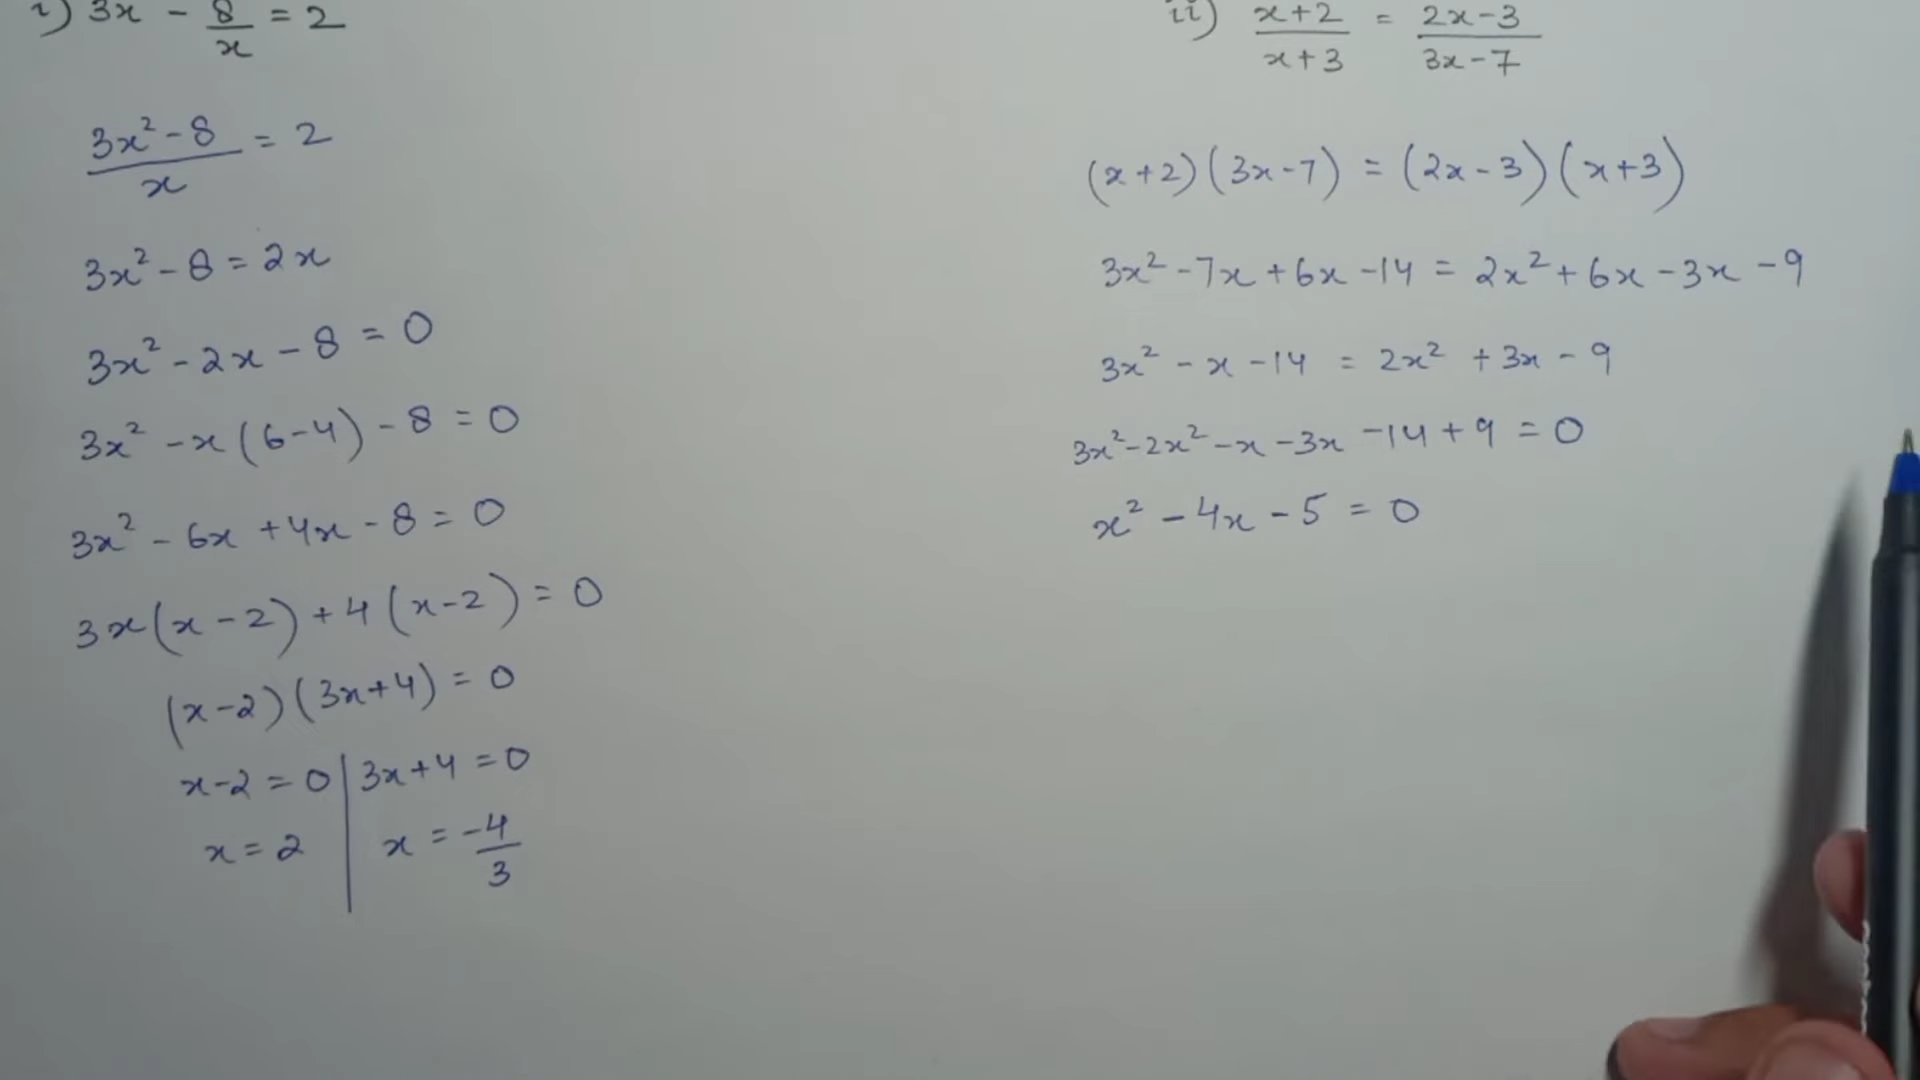 i) 3x - 8/x = 2
(3x² - 8)/x = 2
3x² - 8 = 2x
3x² - 2x - 8 = 0
3x² - x(6-4) - 8 = 0
3x² - 6x + 4x - 8 = 0
3x(x-2) + 4(x-2) = 0
(x-2)(3x+4) = 0
x-2 = 0 | 3x+4 = 0
x = 2 | x = -4/3
ii) (x+2)/(x+3) = (2x-3)/(3x-7)
(x+2)(3x-7) = (2x-3)(x+3)
3x² - 7x + 6x - 14 = 2x² + 6x - 3x - 9
3x² - x - 14 = 2x² + 3x - 9
3x² - 2x² - x - 3x - 14 + 9 = 0
x² - 4x - 5 = 0